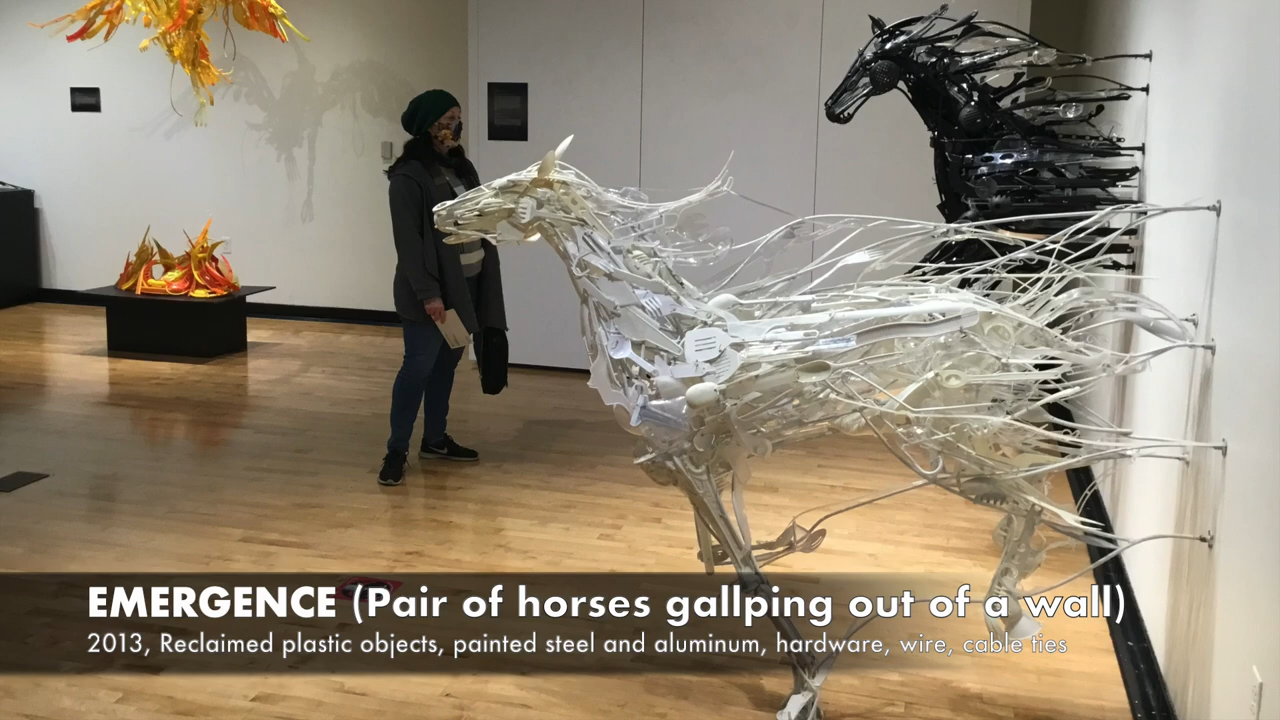 EMERGENCE (Pair of horses gallping out of a wall)
2013, Reclaimed plastic objects, painted steel and aluminum, hardware, wire, cable ties